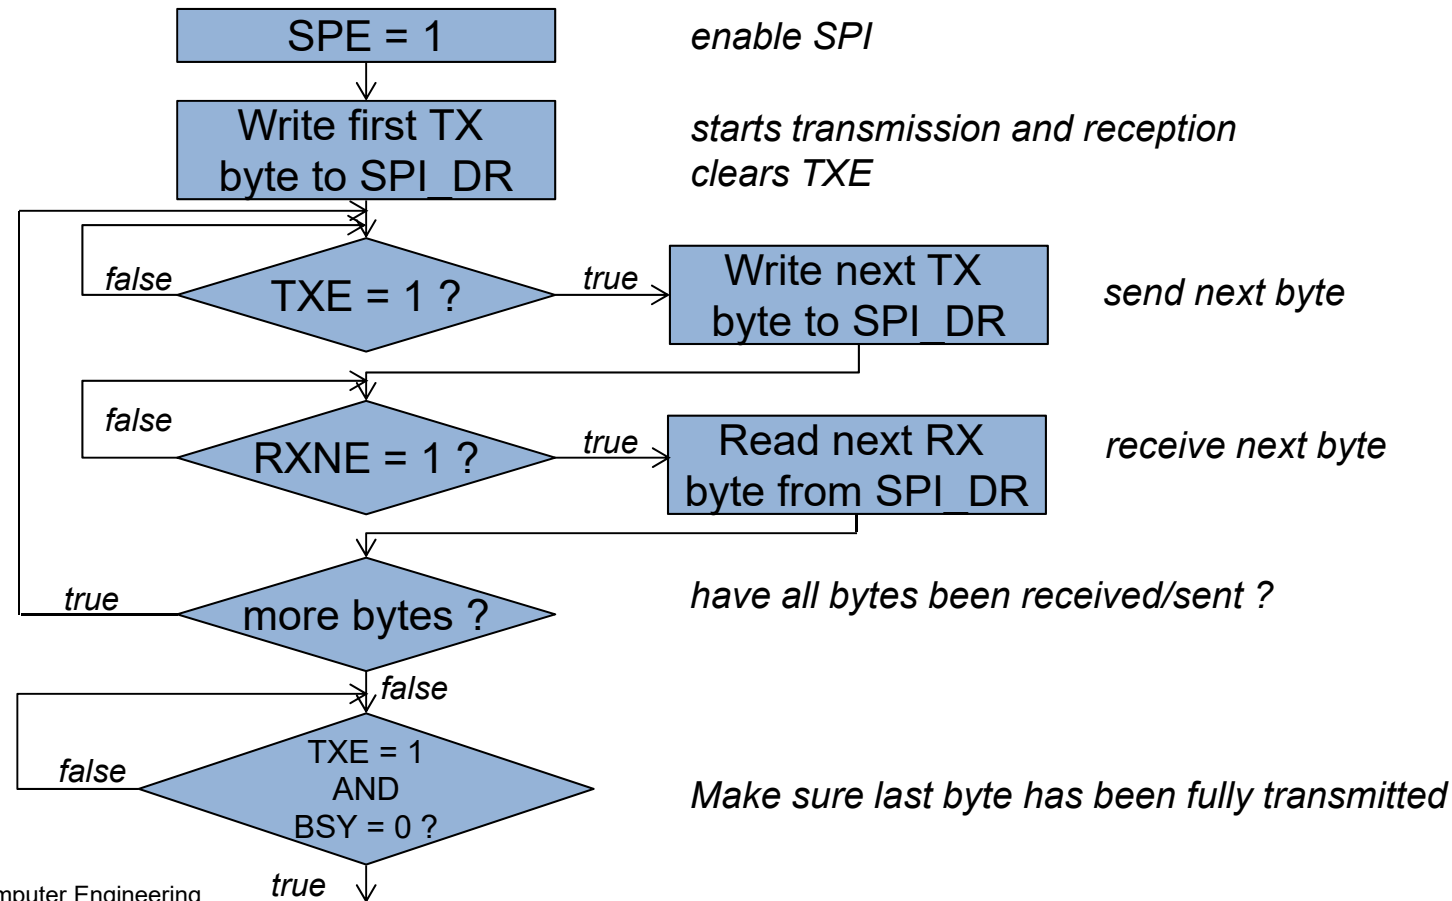 SPE = 1
enable SPI
Write first TX
byte to SPI_DR
starts transmission and reception
clears TXE
false
TXE = 1 ?
true
Write next TX
byte to SPI_DR
send next byte
false
RXNE = 1 ?
true
Read next RX
byte from SPI_DR
receive next byte
true
more bytes ?
have all bytes been received/sent ?
false
false
TXE = 1
AND
BSY = 0 ?
Make sure last byte has been fully transmitted
true
mputer Engineering